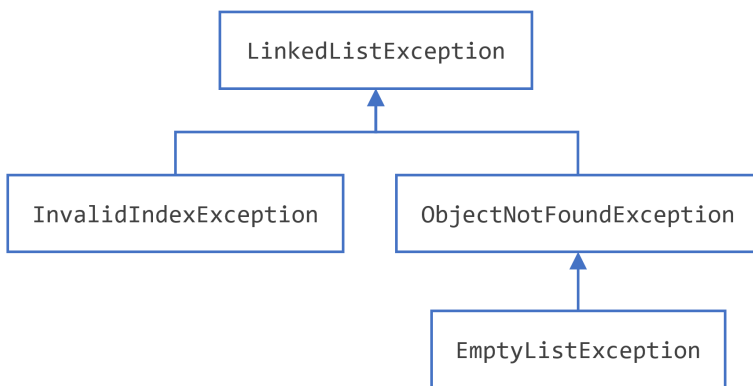 LinkedListException
InvalidIndexException
ObjectNotFoundException
EmptyListException